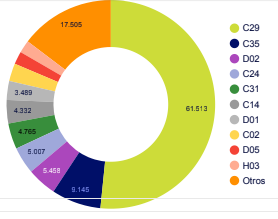 17.505
3.489
4.332
4.765
5.007
5.458
9.145
61.513
C29
C35
D02
C24
C31
C14
D01
C02
D05
H03
Otros